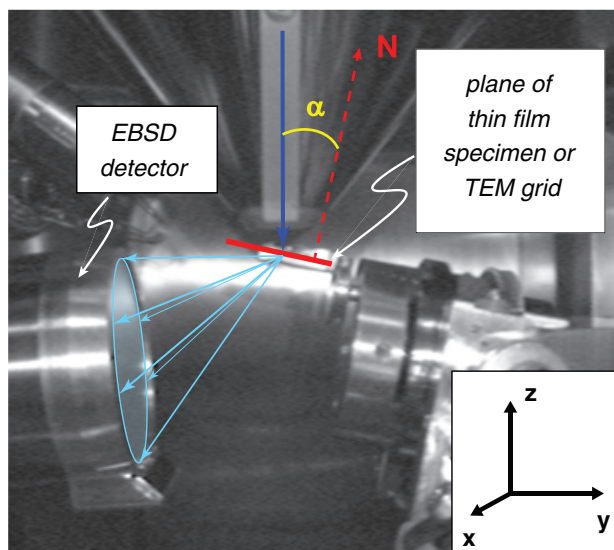 N
α
EBSD
detector
plane of
thin film
specimen or
TEM grid
z
y
x